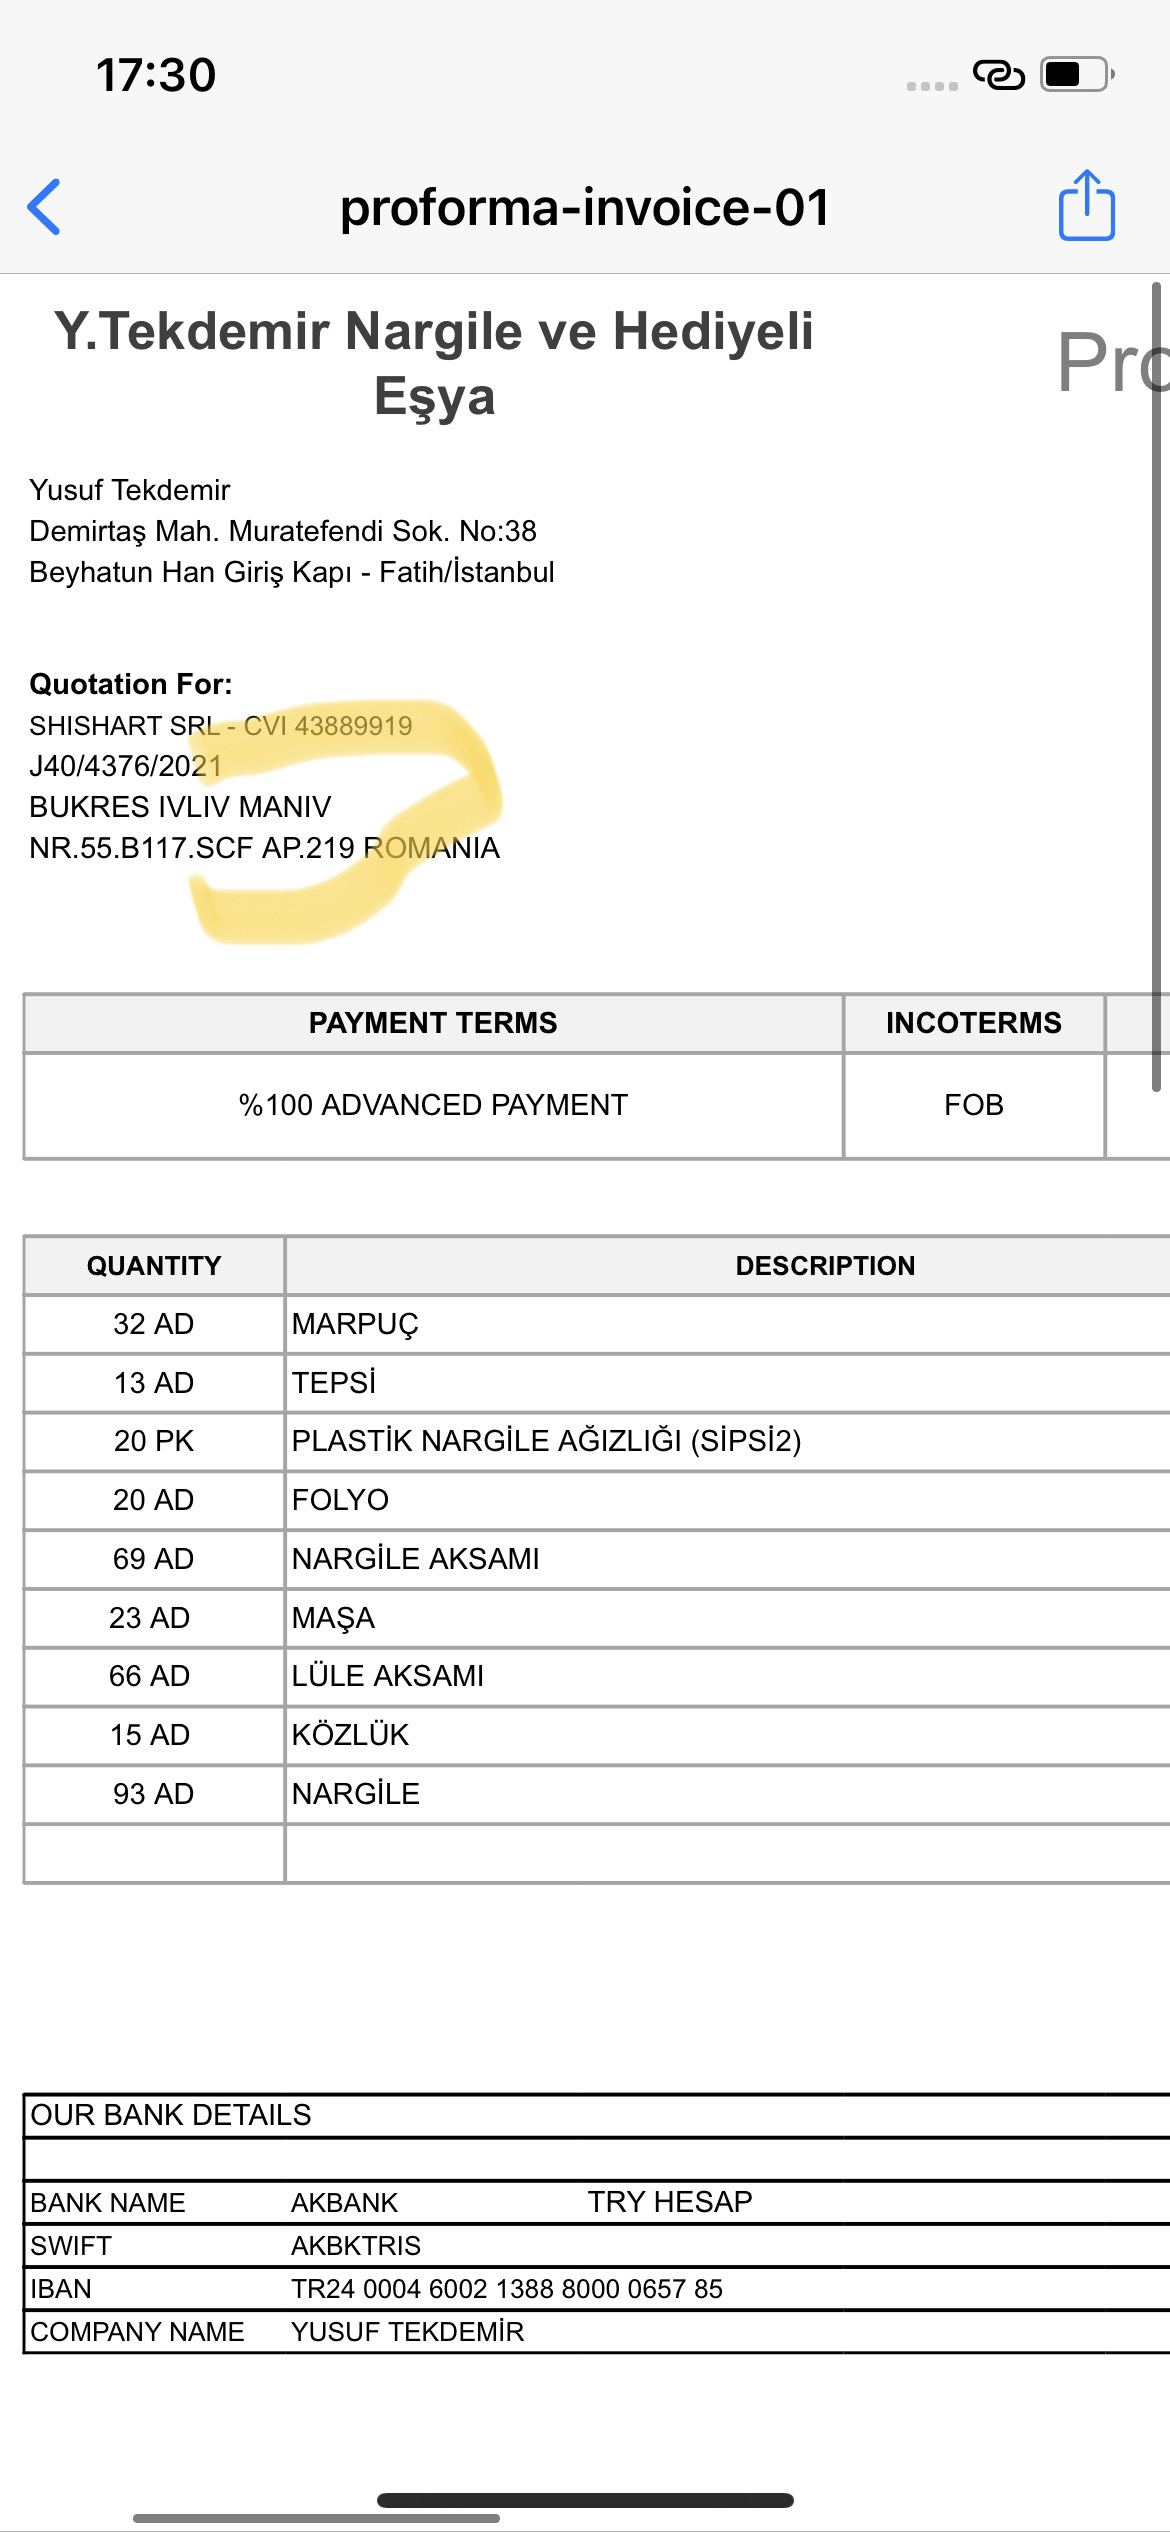 17:30
proforma-invoice-01
Y.Tekdemir Nargile ve Hediyeli
Eşya
Yusuf Tekdemir
Demirtaş Mah. Muratefendi Sok. No:38
Beyhatun Han Giriş Kapı - Fatih/İstanbul
Quotation For:
SHISHART SRL - CVI 43889919
J40/4376/2021
BUKRES IVLIV MANIV
NR.55.B117.SCF AP.219 ROMANIA
PAYMENT TERMS INCOTERMS
%100 ADVANCED PAYMENT FOB
QUANTITY DESCRIPTION
32 AD MARPUÇ
13 AD TEPSİ
20 PK PLASTİK NARGİLE AĞIZLIĞI (SİPSİ2)
20 AD FOLYO
69 AD NARGİLE AKSAMI
23 AD MAŞA
66 AD LÜLE AKSAMI
15 AD KÖZLÜK
93 AD NARGİLE
OUR BANK DETAILS
BANK NAME AKBANK TRY HESAP
SWIFT AKBKTRIS
IBAN TR24 0004 6002 1388 8000 0657 85
COMPANY NAME YUSUF TEKDEMİR